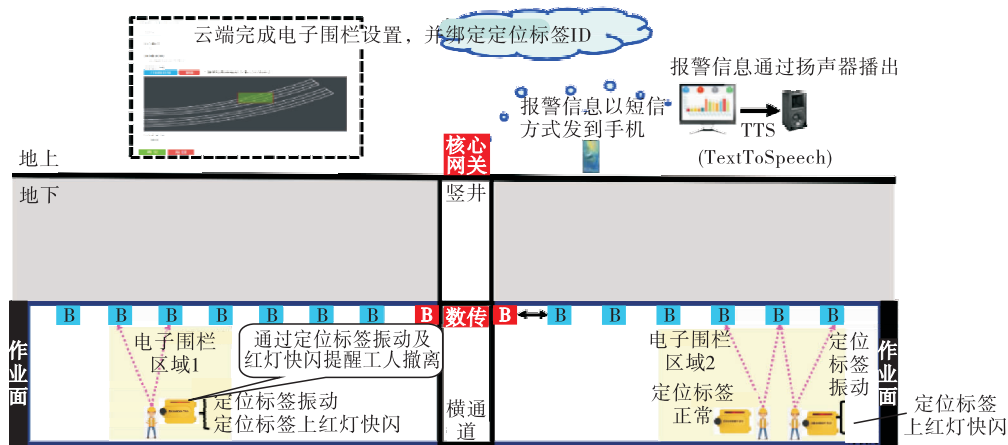 云端完成电子围栏设置，并绑定定位标签ID
报警信息通过扬声器播出
报警信息以短信
方式发到手机
TTS
(TextToSpeech)
核心
网关
地上
地下
竖井
B B B B B B B B 数传 B B B B B B B
作业面
电子围栏
区域1
通过定位标签振动及
红灯快闪提醒工人撤离
定位标签振动
定位标签上红灯快闪
横通
道
电子围栏
区域2
定位标签
正常
定位
标签
振动
作业面
定位标签
上红灯快闪